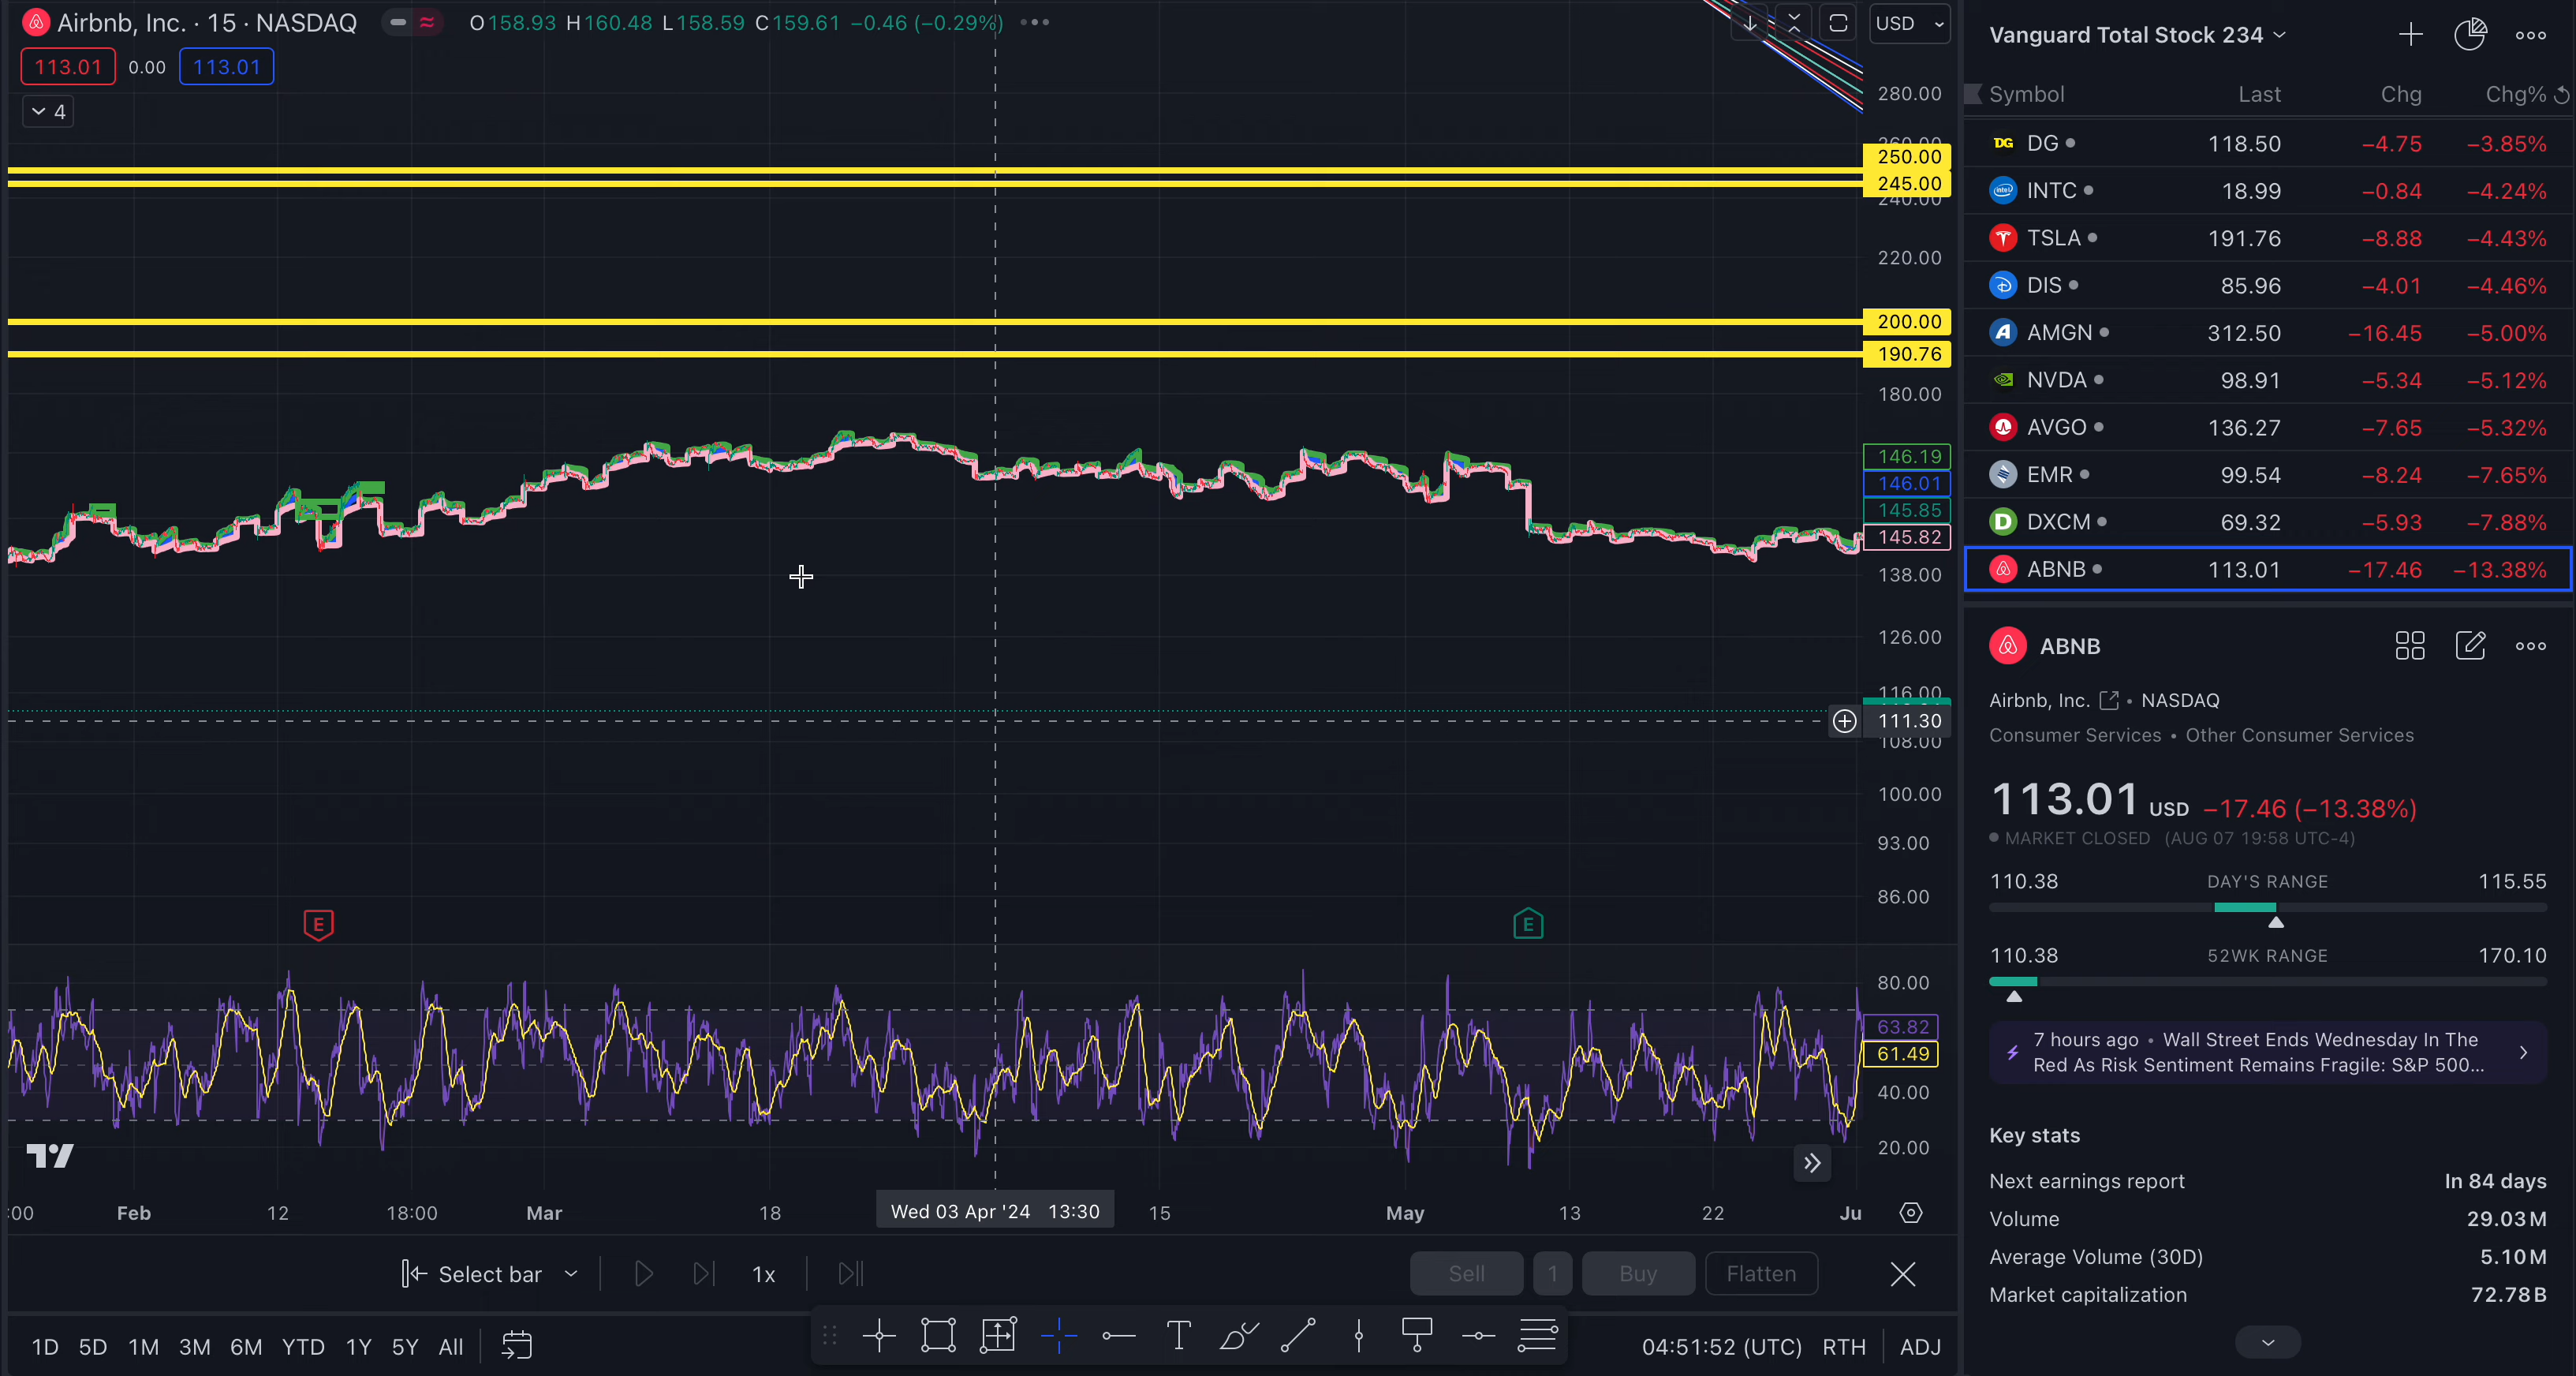 Airbnb, Inc. · 15 · NASDAQ O158.93 H160.48 L158.59 C159.61 −0.46 (−0.29%)
USD
113.01 0.00 113.01
4
280.00
260.00
250.00
245.00
240.00
220.00
200.00
190.76
180.00
146.19
146.01
145.85
145.82
138.00
126.00
116.00
111.30
108.00
100.00
93.00
86.00
E E
80.00
63.82
61.49
40.00
20.00
:00 Feb 12 18:00 Mar 18 Wed 03 Apr '24 13:30 15 May 13 22 Ju
Select bar 1x Sell 1 Buy Flatten
1D 5D 1M 3M 6M YTD 1Y 5Y All T 04:51:52 (UTC) RTH ADJ
Vanguard Total Stock 234
Symbol Last Chg Chg%
DG DG 118.50 −4.75 −3.85%
intel INTC 18.99 −0.84 −4.24%
TSLA 191.76 −8.88 −4.43%
DIS 85.96 −4.01 −4.46%
A AMGN 312.50 −16.45 −5.00%
NVDA 98.91 −5.34 −5.12%
AVGO 136.27 −7.65 −5.32%
EMR 99.54 −8.24 −7.65%
D DXCM 69.32 −5.93 −7.88%
ABNB 113.01 −17.46 −13.38%
ABNB
Airbnb, Inc. • NASDAQ
Consumer Services • Other Consumer Services
113.01 USD −17.46 (−13.38%)
MARKET CLOSED (AUG 07 19:58 UTC-4)
110.38 DAY'S RANGE 115.55
110.38 52WK RANGE 170.10
7 hours ago • Wall Street Ends Wednesday In The
Red As Risk Sentiment Remains Fragile: S&P 500...
Key stats
Next earnings report In 84 days
Volume 29.03M
Average Volume (30D) 5.10M
Market capitalization 72.78B